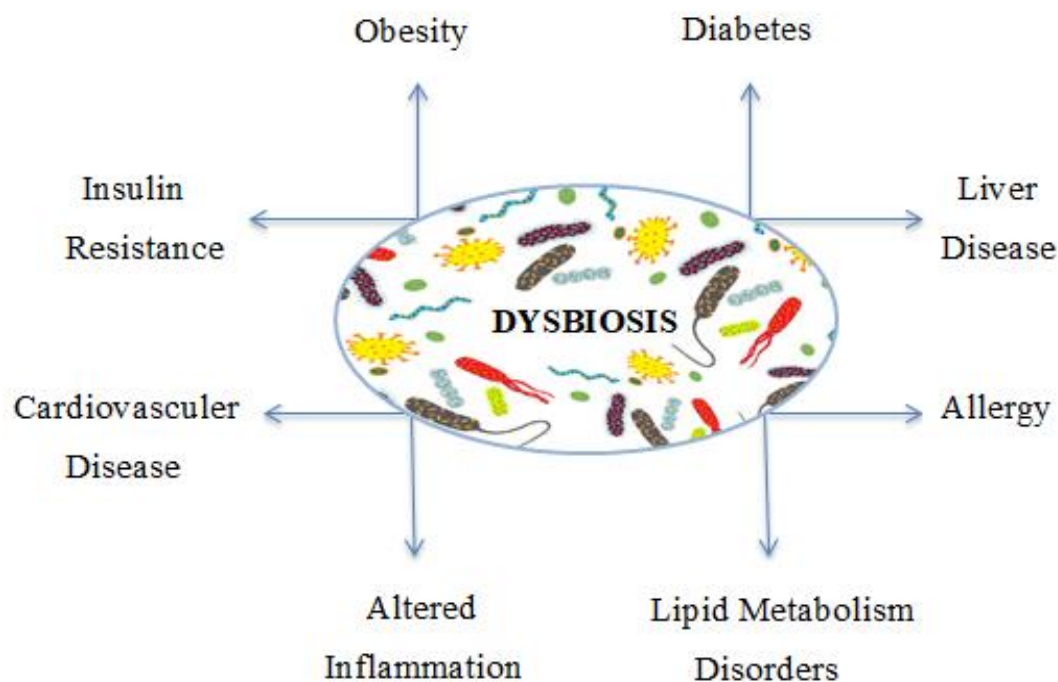 Obesity
Diabetes
Insulin
Resistance
Liver
Disease
DYSBIOSIS
Cardiovasculer
Disease
Allergy
Altered
Inflammation
Lipid Metabolism
Disorders